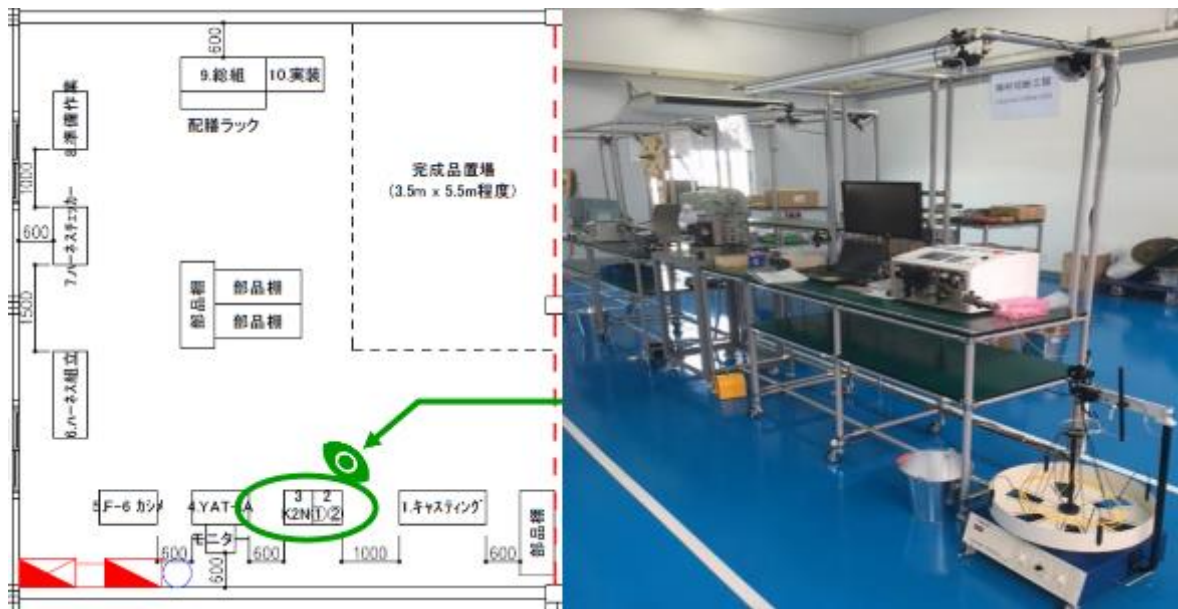 600
9.総組
10.実装
配膳ラック
8.準備作業
1000
7.ハーネスチェッカー
600
1500
6.ハーネス組立
完成品置場
(3.5m x 5.5m程度)
部品棚
部品棚
部品棚
5.F-6 カシメ
4.YAT-
モニタ
3
2
K2N
①
②
1.キャスティング
部品棚
600
600
1000
600
600